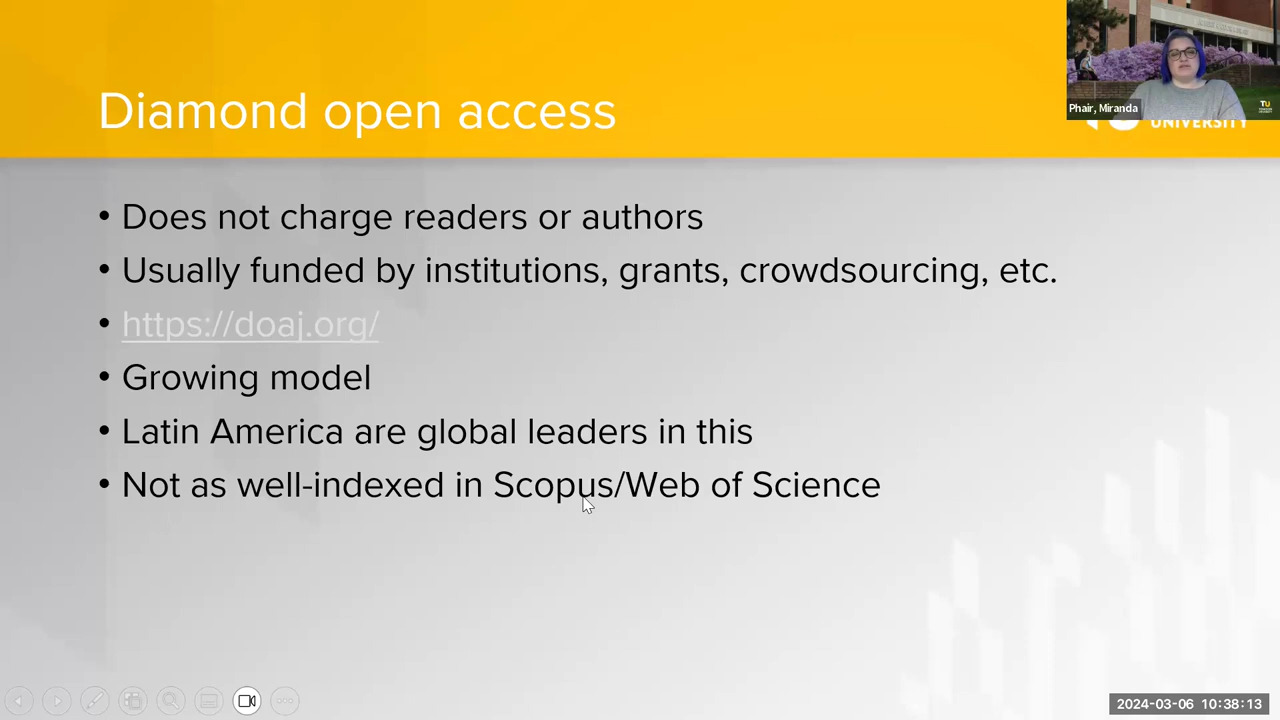 Diamond open access
Phair, Miranda
TU
UNIVERSITY
• Does not charge readers or authors
• Usually funded by institutions, grants, crowdsourcing, etc.
• https://doaj.org/
• Growing model
• Latin America are global leaders in this
• Not as well-indexed in Scopus/Web of Science
2024-03-06 10:38:13